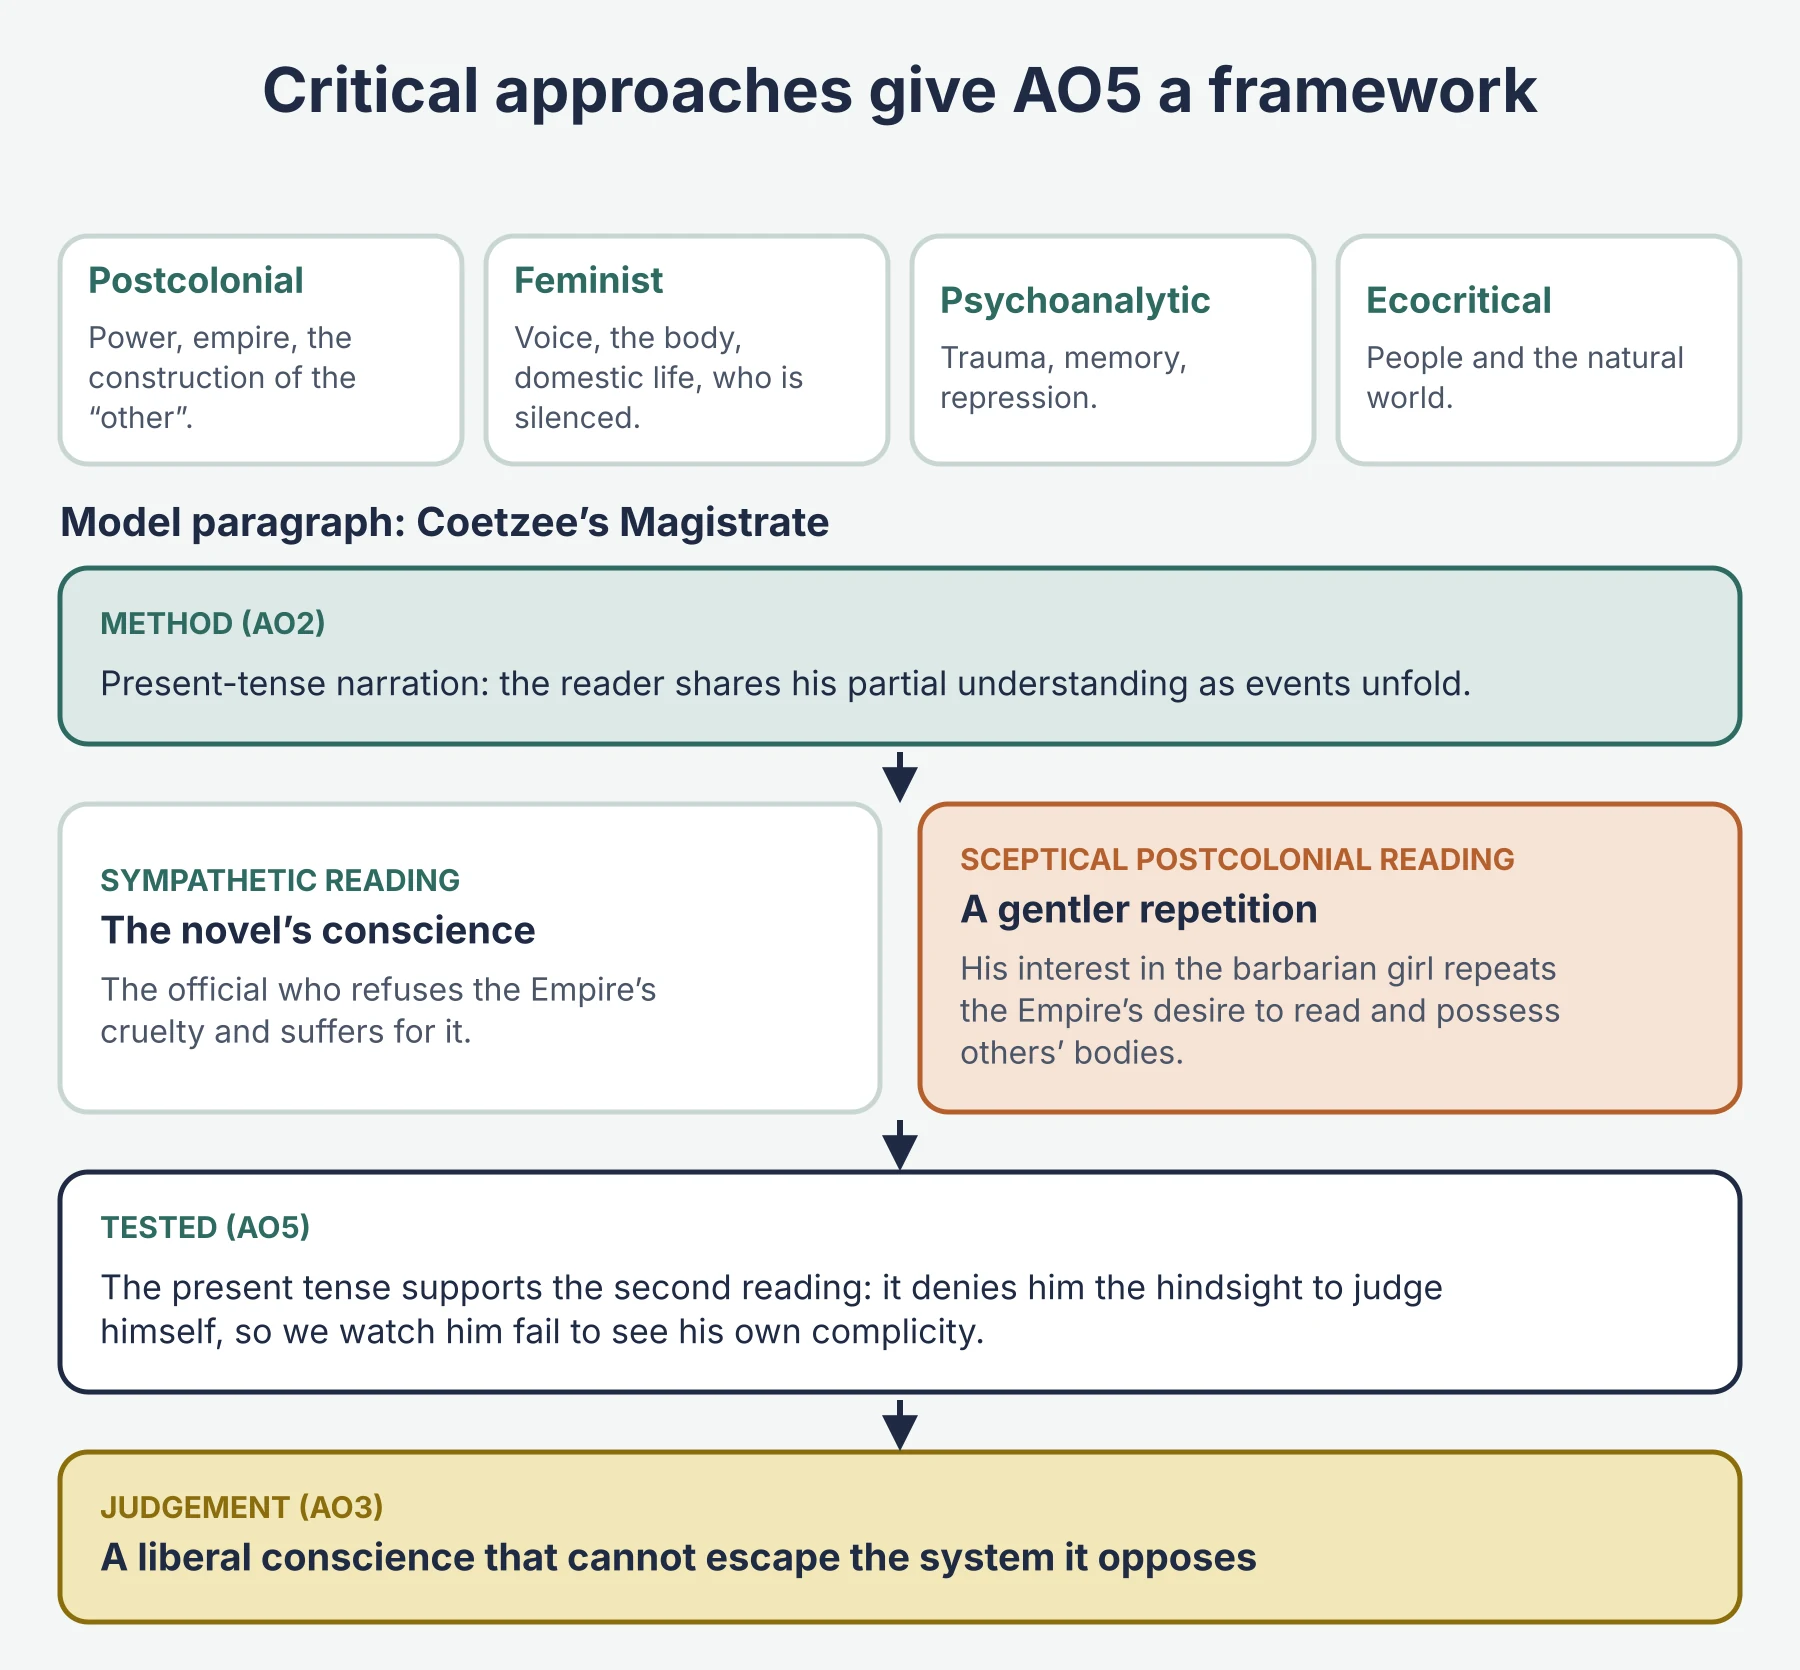 Critical approaches give AO5 a framework
Postcolonial
Power, empire, the
construction of the
“other”.
Feminist
Voice, the body,
domestic life, who is
silenced.
Psychoanalytic
Trauma, memory,
repression.
Ecocritical
People and the natural
world.
Model paragraph: Coetzee’s Magistrate
METHOD (AO2)
Present-tense narration: the reader shares his partial understanding as events unfold.
SYMPATHETIC READING
The novel’s conscience
The official who refuses the Empire’s
cruelty and suffers for it.
SCEPTICAL POSTCOLONIAL READING
A gentler repetition
His interest in the barbarian girl repeats
the Empire’s desire to read and possess
others’ bodies.
TESTED (AO5)
The present tense supports the second reading: it denies him the hindsight to judge
himself, so we watch him fail to see his own complicity.
JUDGEMENT (AO3)
A liberal conscience that cannot escape the system it opposes